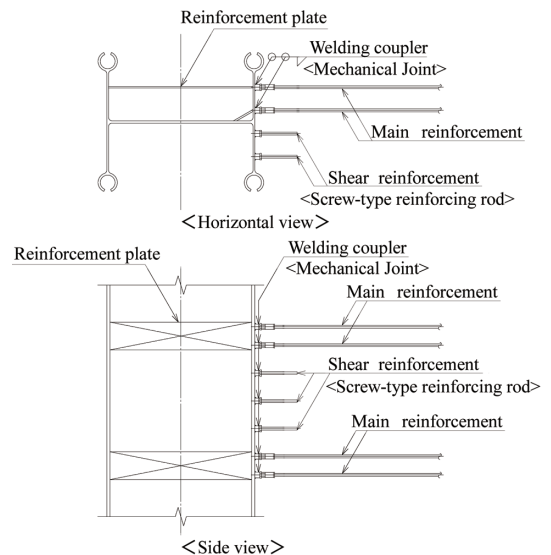 Reinforcement plate
Welding coupler
<Mechanical Joint>
Main reinforcement
Shear reinforcement
<Screw-type reinforcing rod>
<Horizontal view>
Welding coupler
Reinforcement plate
<Mechanical Joint>
Main reinforcement
Shear reinforcement
<Screw-type reinforcing rod>
Main reinforcement
<Side view>